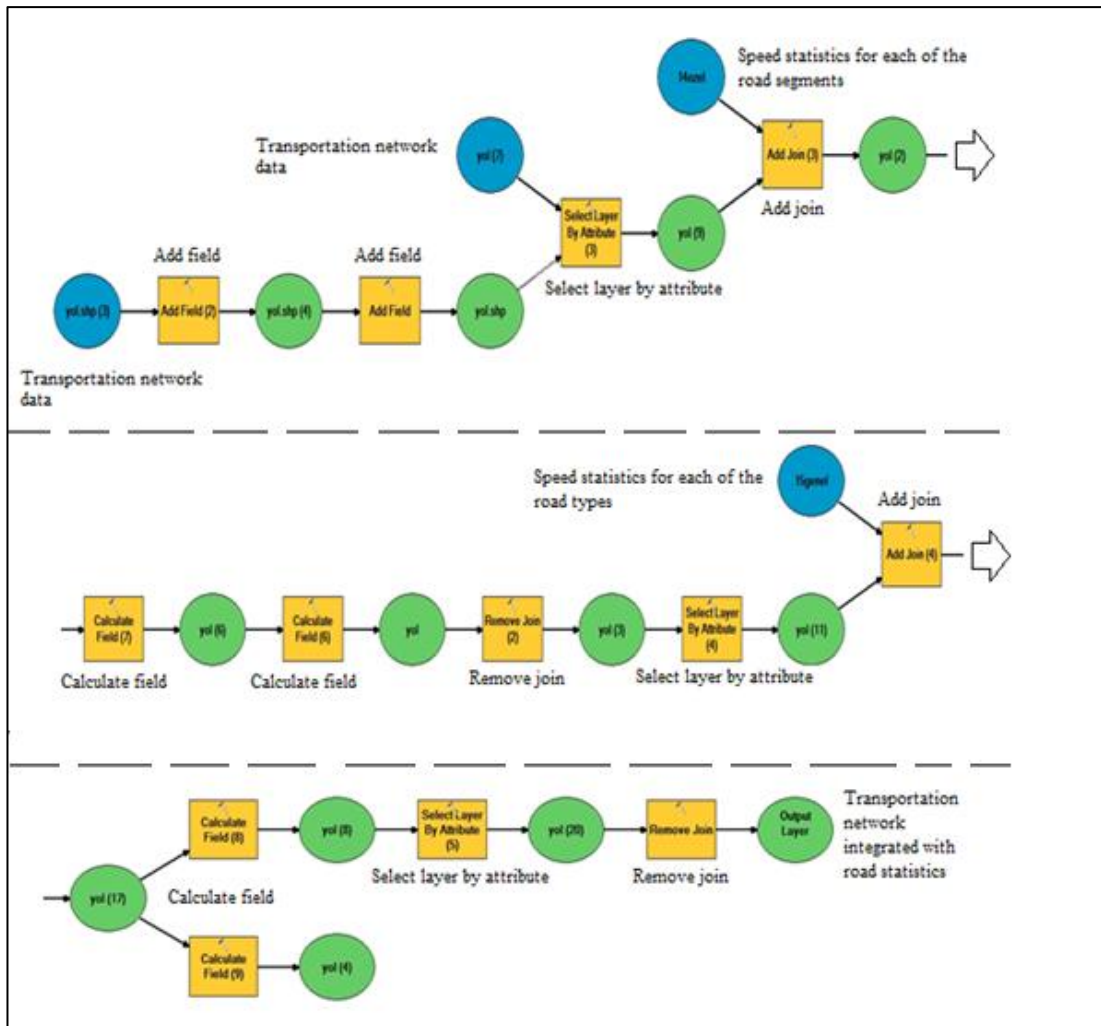 Speed statistics for each of the
road segments
Transportation network
data
yol (7)
Add Join (3)
yol (2)
Add join
Select Layer
By Attribute
(3)
yol (9)
Select layer by attribute
Add field
Add field
yol.shp (3)
Add Field (2)
yol.shp (4)
Add Field
yol.shp
Transportation network
data
Speed statistics for each of the
road types
Add join
Add Join (4)
Calculate
Field (7)
yol (6)
Calculate
Field (6)
yol
Remove Join
(2)
yol (3)
Select Layer
By Attribute
(4)
yol (11)
Calculate field
Calculate field
Remove join
Select layer by attribute
Calculate
Field (8)
yol (8)
Select Layer
By Attribute
(5)
yol (20)
Remove Join
Output
Layer
Transportation
network
integrated with
road statistics
Select layer by attribute
Remove join
yol (17)
Calculate field
Calculate
Field (9)
yol (4)